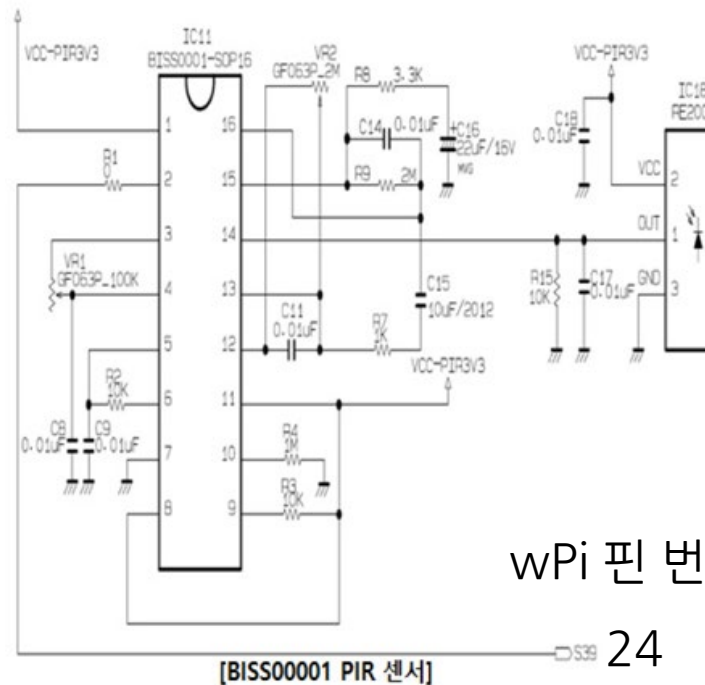 VCC-PIR3V3
IC11
BISS0001-SOP16
VR2
GF063P_2M
R8 3.3K
C14 0.01uF
+C16
22uF/16V
MVG
R9 2M
VCC-PIR3V3
C18
0.01uF
IC16
RE200
VCC
2
OUT
1
GND
3
R1
0
1
2
3
4
5
6
7
8
16
15
14
13
12
11
10
9
VR1
GF063P_100K
C11
0.01uF
R7
1K
C15
10uF/2012
R15
10K
C17
0.01uF
VCC-PIR3V3
R2
10K
C8
0.01uF
C9
0.01uF
R4
1M
R3
10K
wPi 핀 번
S39 24
[BISS00001 PIR 센서]